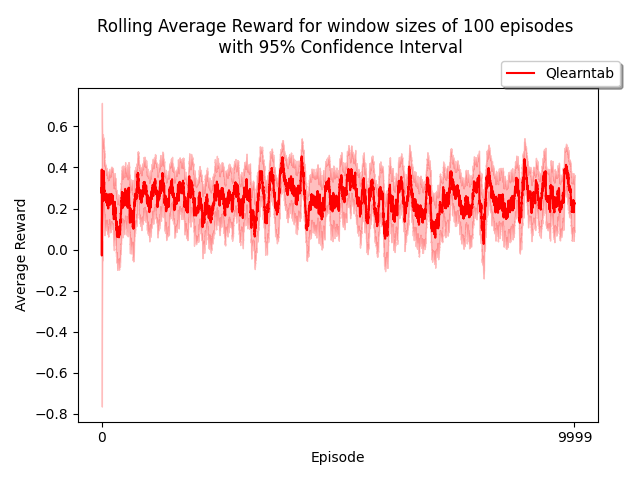 Rolling Average Reward for window sizes of 100 episodes
with 95% Confidence Interval
Qlearntab
Average Reward
0.6
0.4
0.2
0.0
−0.2
−0.4
−0.6
−0.8
0
9999
Episode